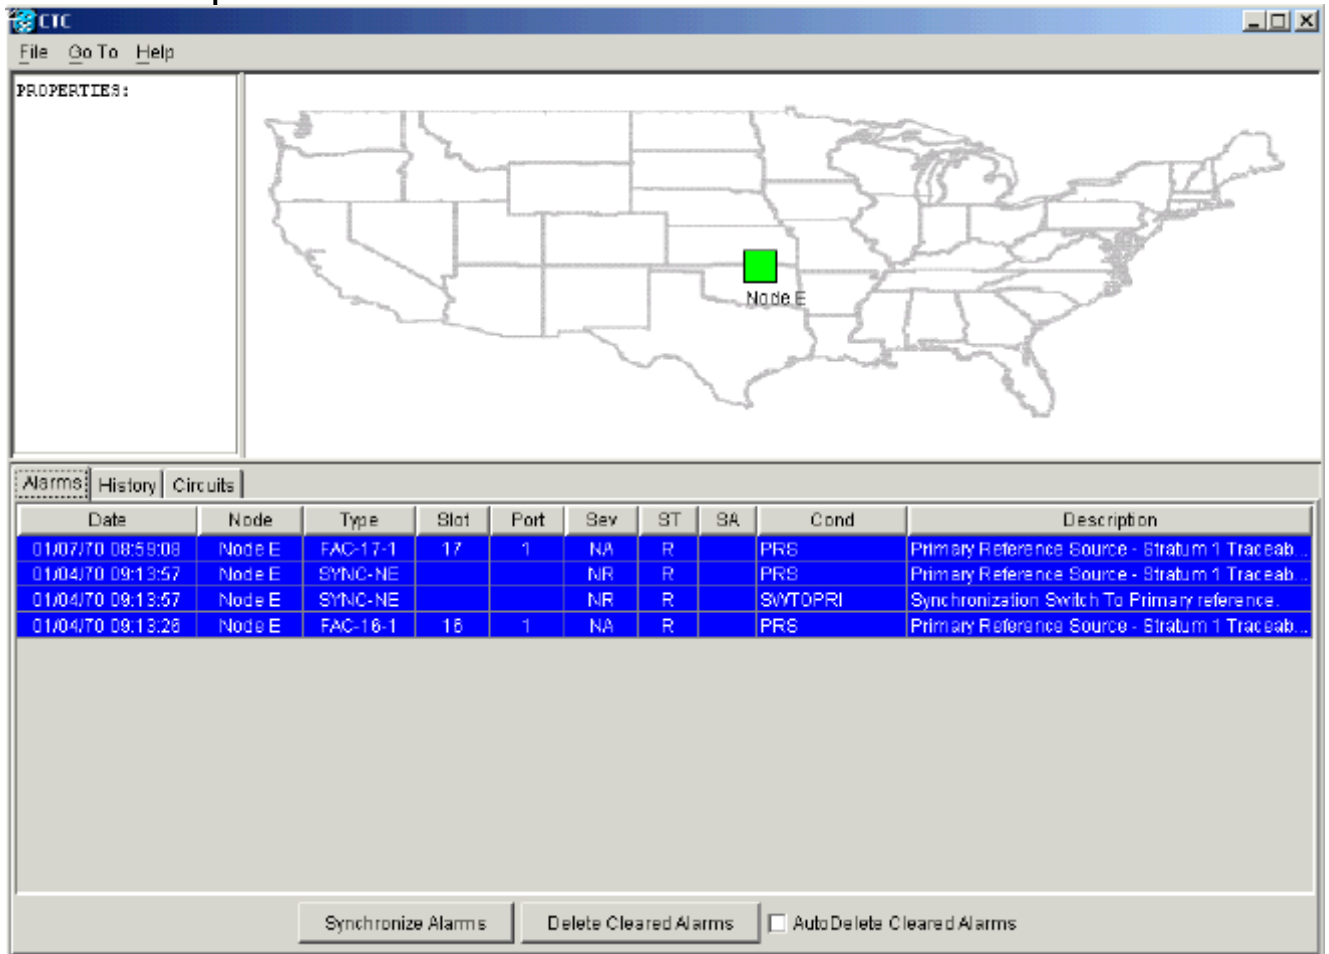 CTC
File Go To Help
PROPERTIES:
Node E
Alarms History Circuits
Date Node Type Slot Port Sev ST SA Cond Description
01/07/70 08:59:08 Node E FAC-17-1 17 1 NA R PRS Primary Reference Source - Stratum 1 Traceab...
01/04/70 09:13:57 Node E SYNC-NE NR R PRS Primary Reference Source - Stratum 1 Traceab...
01/04/70 09:13:57 Node E SYNC-NE NR R SWTOPRI Synchronization Switch To Primary reference.
01/04/70 09:13:26 Node E FAC-16-1 16 1 NA R PRS Primary Reference Source - Stratum 1 Traceab...
Synchronize Alarms Delete Cleared Alarms AutoDelete Cleared Alarms